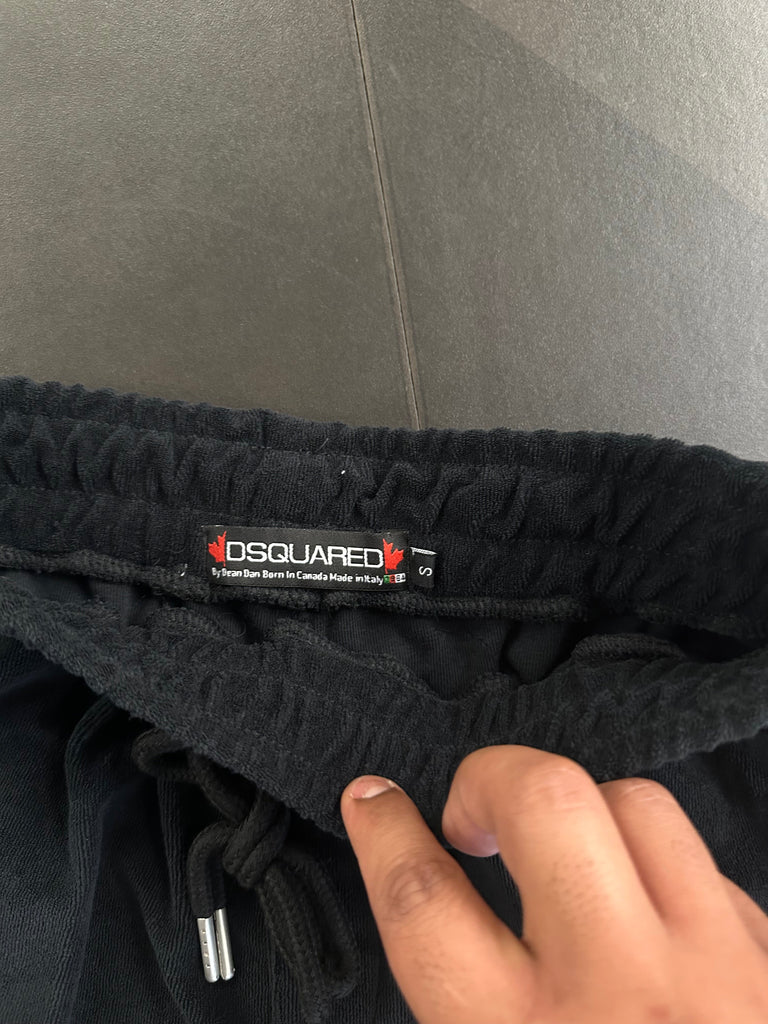 DSQUARED
By Dean Dan Born In Canada Made in Italy
S